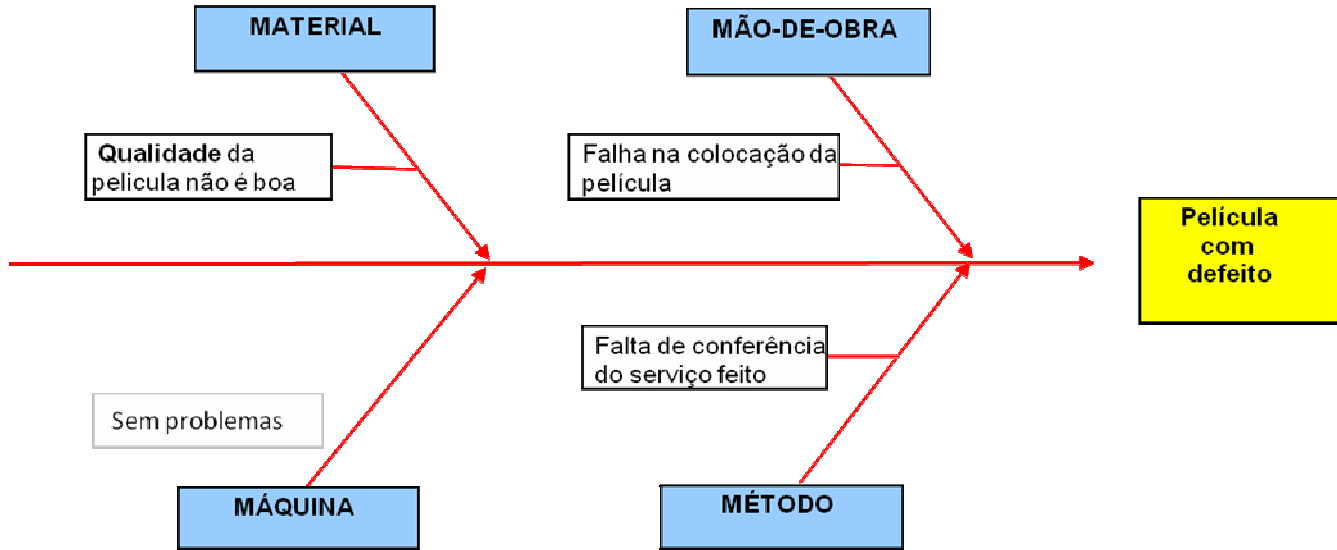 MATERIAL
MÃO-DE-OBRA
Qualidade da
pelicula não é boa
Falha na colocação da
película
Película
com
defeito
Falta de conferência
do serviço feito
Sem problemas
MÁQUINA
MÉTODO